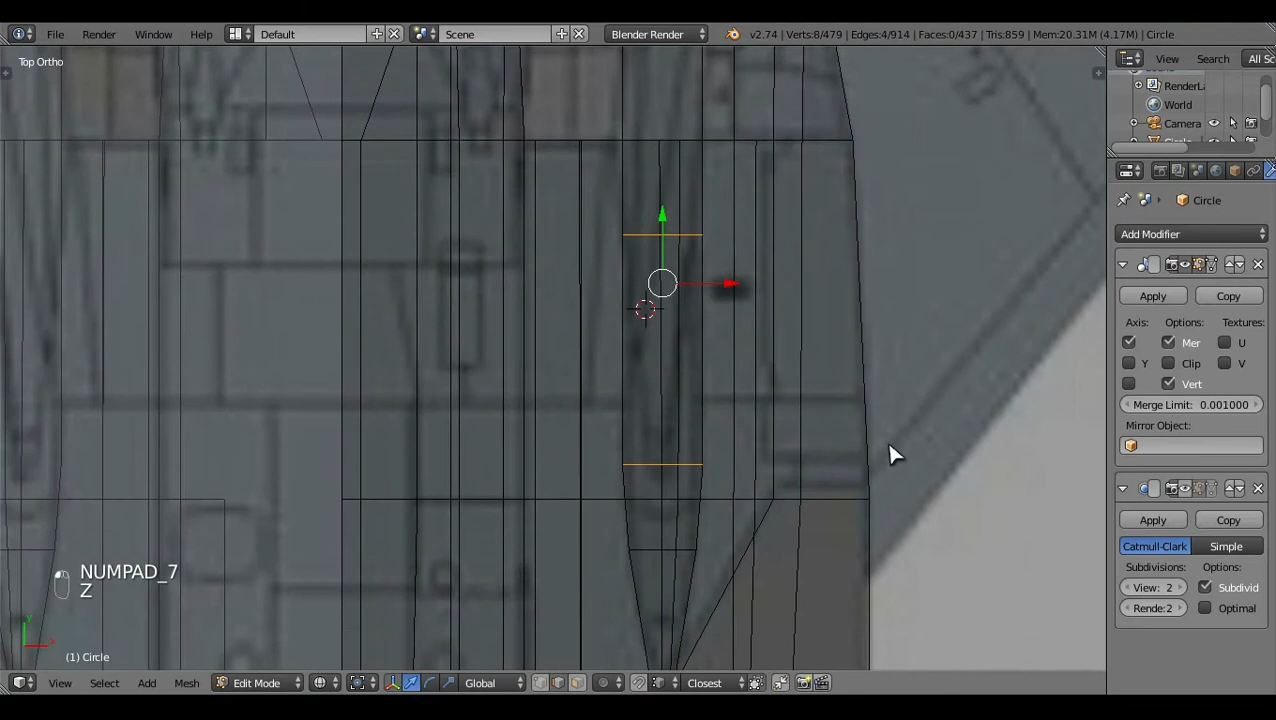 File Render Window Help Default Scene Blender Render v2.74 | Verts:8/479 | Edges:4/914 | Faces:0/437 | Tris:859 | Mem:20.31M (4.17M) | Circle
Top Ortho
View Search All Sc
RenderLa
World
Camera
Circle
Add Modifier
Apply Copy
Axis: Options: Textures:
Mer U
Y Clip V
Vert
Merge Limit: 0.001000
Mirror Object:
Apply Copy
Catmull-Clark Simple
Subdivisions: Options:
View: 2 Subdivid
Rende:2 Optimal
NUMPAD_7
Z
y
x
(1) Circle
View Select Add Mesh Edit Mode Global Closest